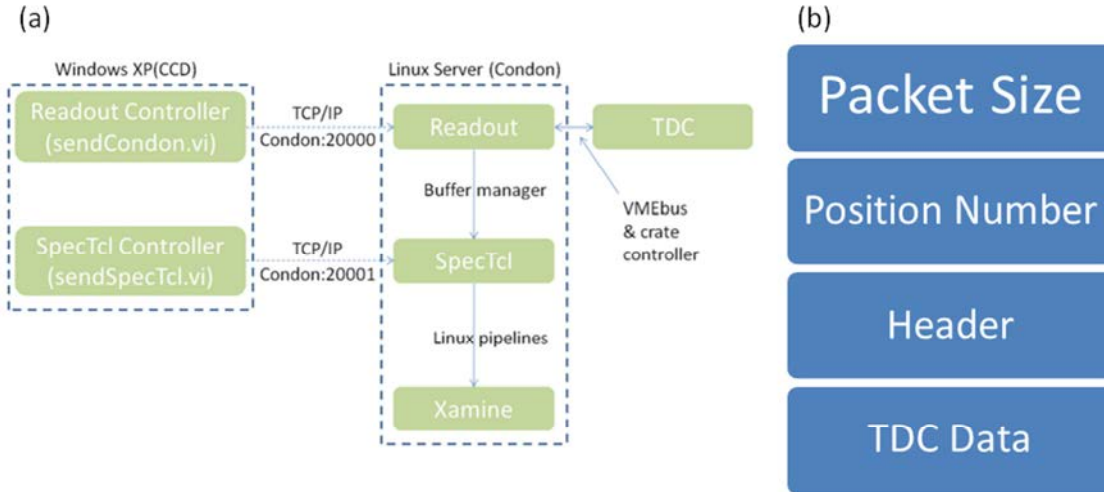 (a)
Windows XP(CCD)
Readout Controller
(sendCondon.vi)
SpecTcl Controller
(sendSpecTcl.vi)
TCP/IP
Condon:20000
TCP/IP
Condon:20001
Linux Server (Condon)
Readout
Buffer manager
SpecTcl
Linux pipelines
Xamine
TDC
VMEbus
& crate
controller
(b)
Packet Size
Position Number
Header
TDC Data